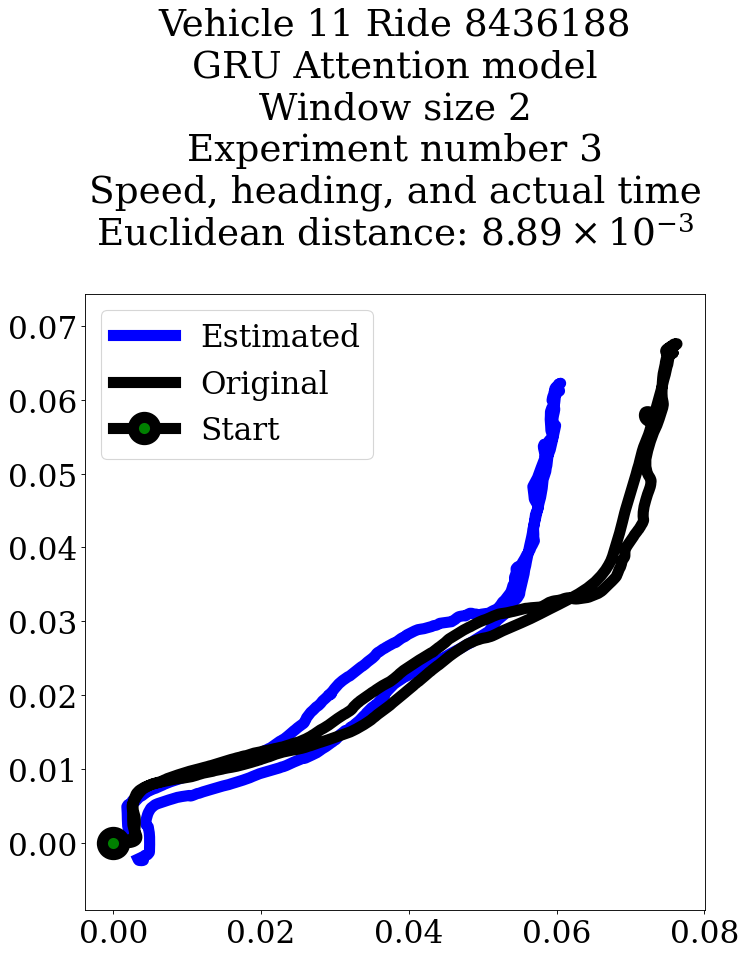 Vehicle 11 Ride 8436188
GRU Attention model
Window size 2
Experiment number 3
Speed, heading, and actual time
Euclidean distance: 8.89 × 10⁻³
Estimated
Original
Start
0.07
0.06
0.05
0.04
0.03
0.02
0.01
0.00
0.00 0.02 0.04 0.06 0.08